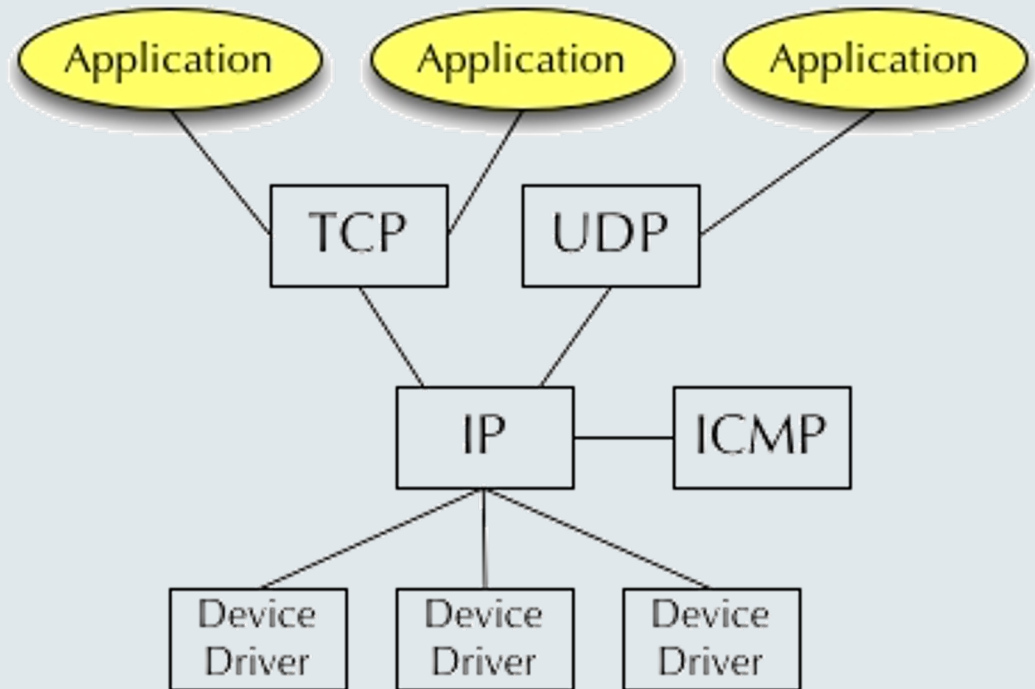 Application
Application
Application
TCP
UDP
IP
ICMP
Device
Driver
Device
Driver
Device
Driver